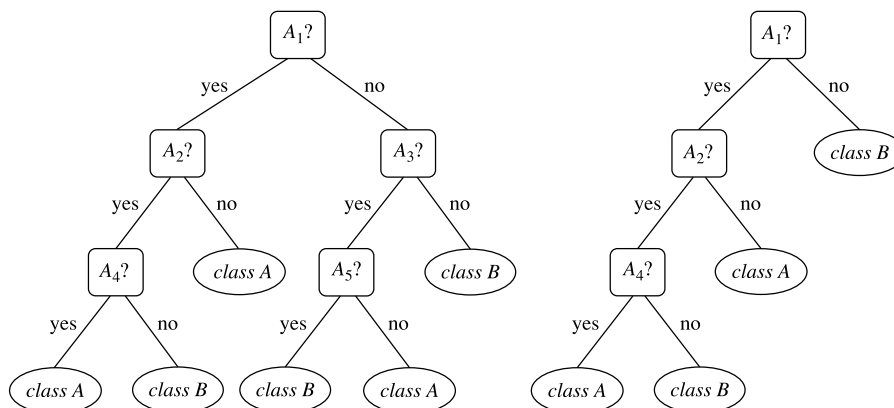 A₁? A₁?
yes no yes no
A₂? A₃? A₂? class B
yes no yes no yes no
A₄? class A A₅? class B A₄? class A
yes no yes no yes no
class A class B class B class A class A class B